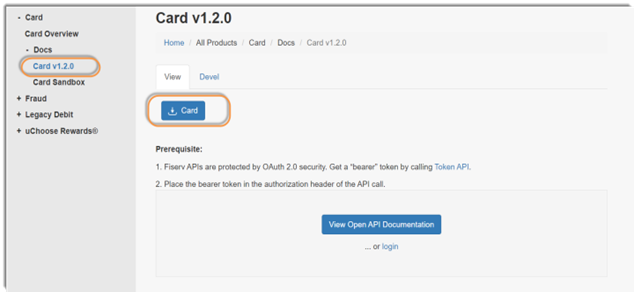 - Card
Card Overview
- Docs
Card v1.2.0
Card Sandbox
+ Fraud
+ Legacy Debit
+ uChoose Rewards®
Card v1.2.0
Home / All Products / Card / Docs / Card v1.2.0
View Devel
Card
Prerequisite:
1. Fiserv APIs are protected by OAuth 2.0 security. Get a "bearer" token by calling Token API.
2. Place the bearer token in the authorization header of the API call.
View Open API Documentation
... or login